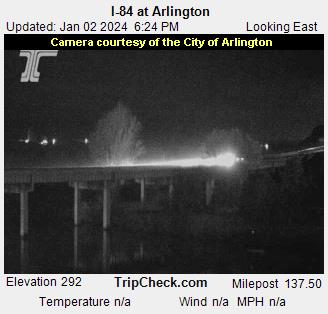 I-84 at Arlington
Updated: Jan 02 2024 6:24 PM Looking East
Camera courtesy of the City of Arlington
Elevation 292 TripCheck.com Milepost 137.50
Temperature n/a Wind n/a MPH n/a